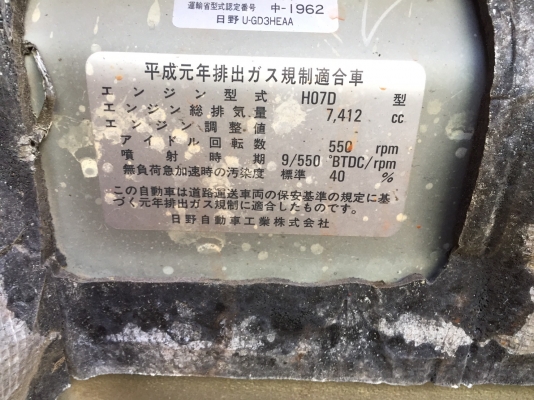 運輸省型式認定番号 中-1962
日野 U-GD3HEAA
平成元年排出ガス規制適合車
エンジン型式 H07D 型
エンジン総排気量 7,412 cc
エンジン調整値
アイドル回転数 550 rpm
噴射時期 9/550 °BTDC/rpm
無負荷急加速時の汚染度 標準 40 %
この自動車は道路運送車両の保安基準の規定に基
づく元年排出ガス規制に適合したものです。
日野自動車工業株式会社